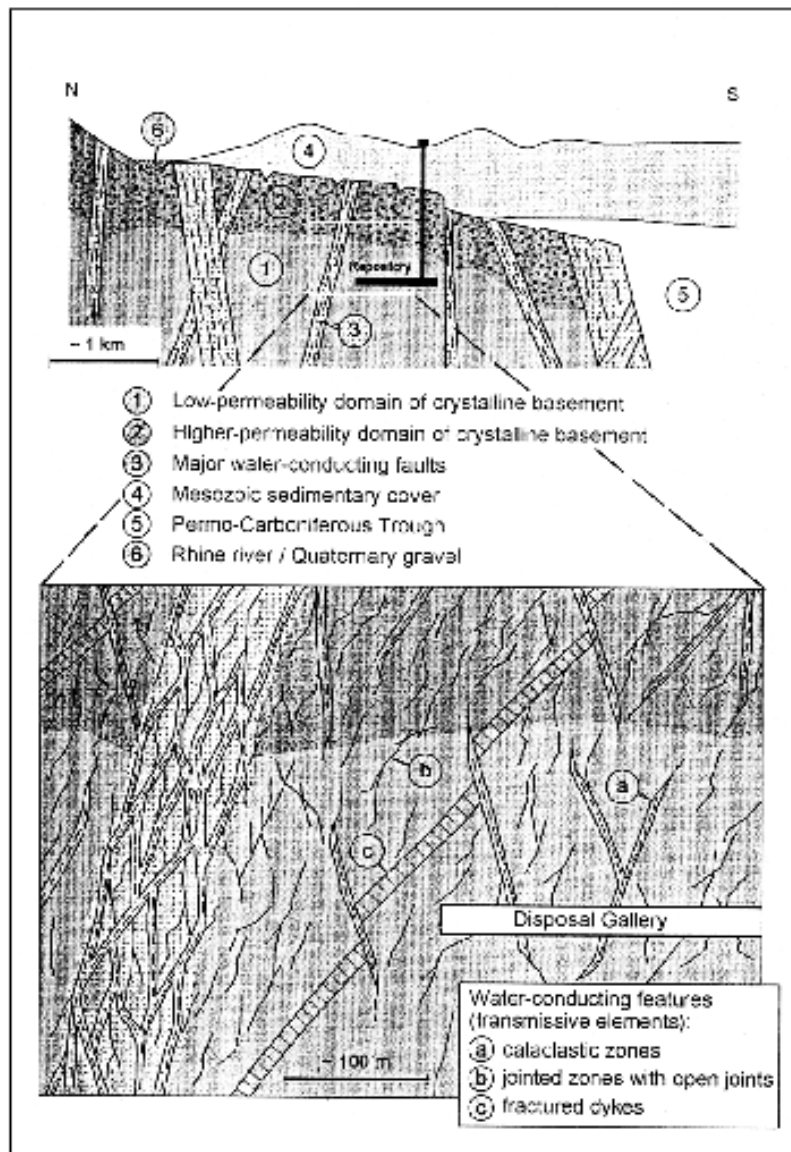 N
S
6
4
2
1
Repository
5
3
~ 1 km
1 Low-permeability domain of crystalline basement
2 Higher-permeability domain of crystalline basement
3 Major water-conducting faults
4 Mesozoic sedimentary cover
5 Permo-Carboniferous Trough
6 Rhine river / Quaternary gravel
b
a
c
Disposal Gallery
Water-conducting features
(transmissive elements):
a cataclastic zones
b jointed zones with open joints
c fractured dykes
~ 100 m